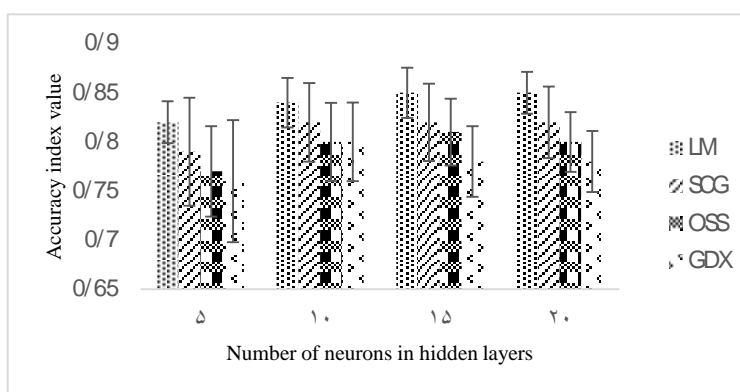 0/9
0/85
0/8
0/75
0/7
0/65
Accuracy index value
۵ ۱۰ ۱۵ ۲۰
Number of neurons in hidden layers
LM
SCG
OSS
GDX